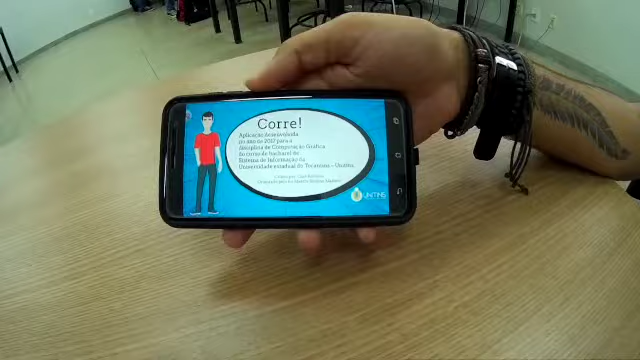 Corre!
Aplicação desenvolvida
no ano de 2017 para a
disciplina de Computação Gráfica
do curso de bacharel de
Sistema de Informação da
Universidade estadual do Tocantins - Unitins.
UNITINS